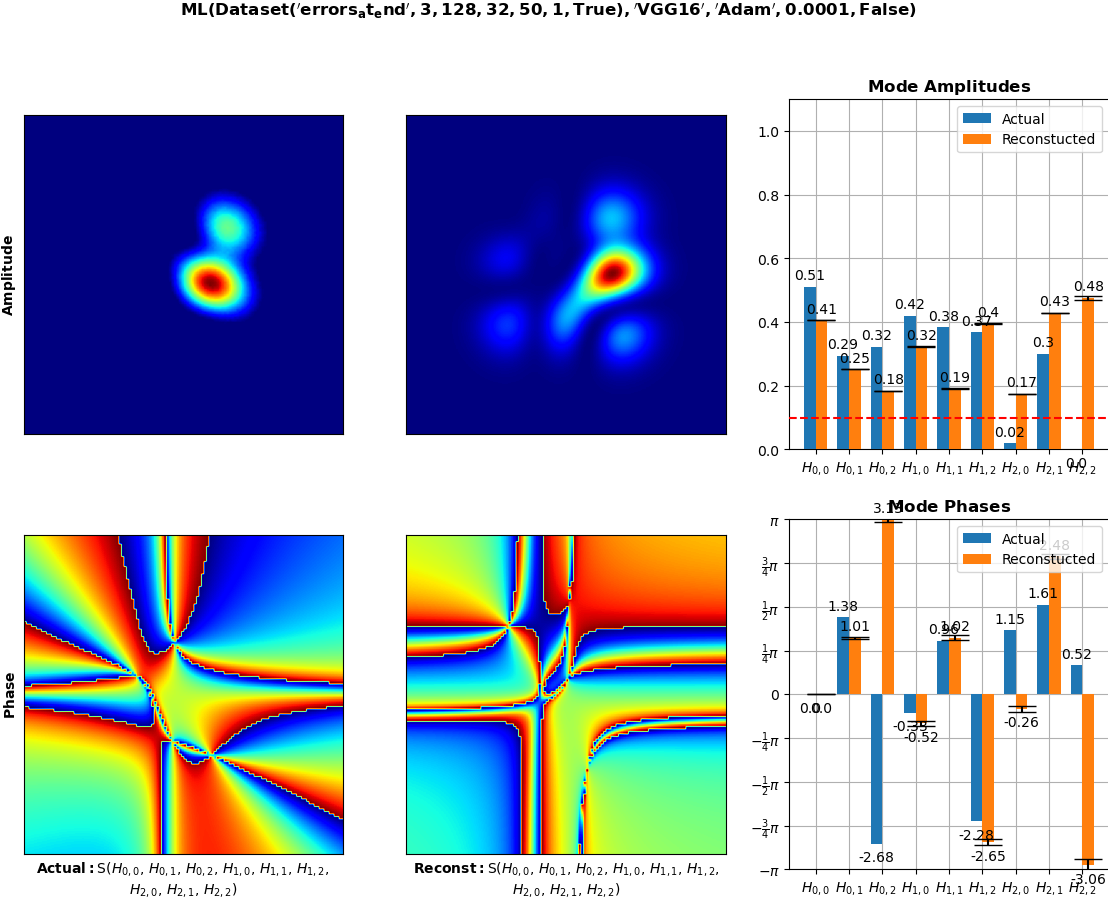 ML(Dataset('errors_at_end', 3, 128, 32, 50, 1, True), 'VGG16', 'Adam', 0.0001, False)
Mode Amplitudes
Actual
Reconstucted
1.0
0.8
0.6
0.4
0.2
0.0
0.51
0.41
0.29
0.25
0.32
0.18
0.42
0.32
0.38
0.19
0.37
0.4
0.02
0.17
0.3
0.43
0.0
0.48
H0,0 H0,1 H0,2 H1,0 H1,1 H1,2 H2,0 H2,1 H2,2
Amplitude
Mode Phases
Actual
Reconstucted
π
3/4π
1/2π
1/4π
0
−1/4π
−1/2π
−3/4π
−π
0.0
0.0
1.38
1.01
-2.68
-0.52
1.02
-2.28
-2.65
1.15
-0.26
1.61
2.48
0.52
-3.06
H0,0 H0,1 H0,2 H1,0 H1,1 H1,2 H2,0 H2,1 H2,2
Phase
Actual: S(H0,0, H0,1, H0,2, H1,0, H1,1, H1,2,
H2,0, H2,1, H2,2)
Reconst: S(H0,0, H0,1, H0,2, H1,0, H1,1, H1,2,
H2,0, H2,1, H2,2)